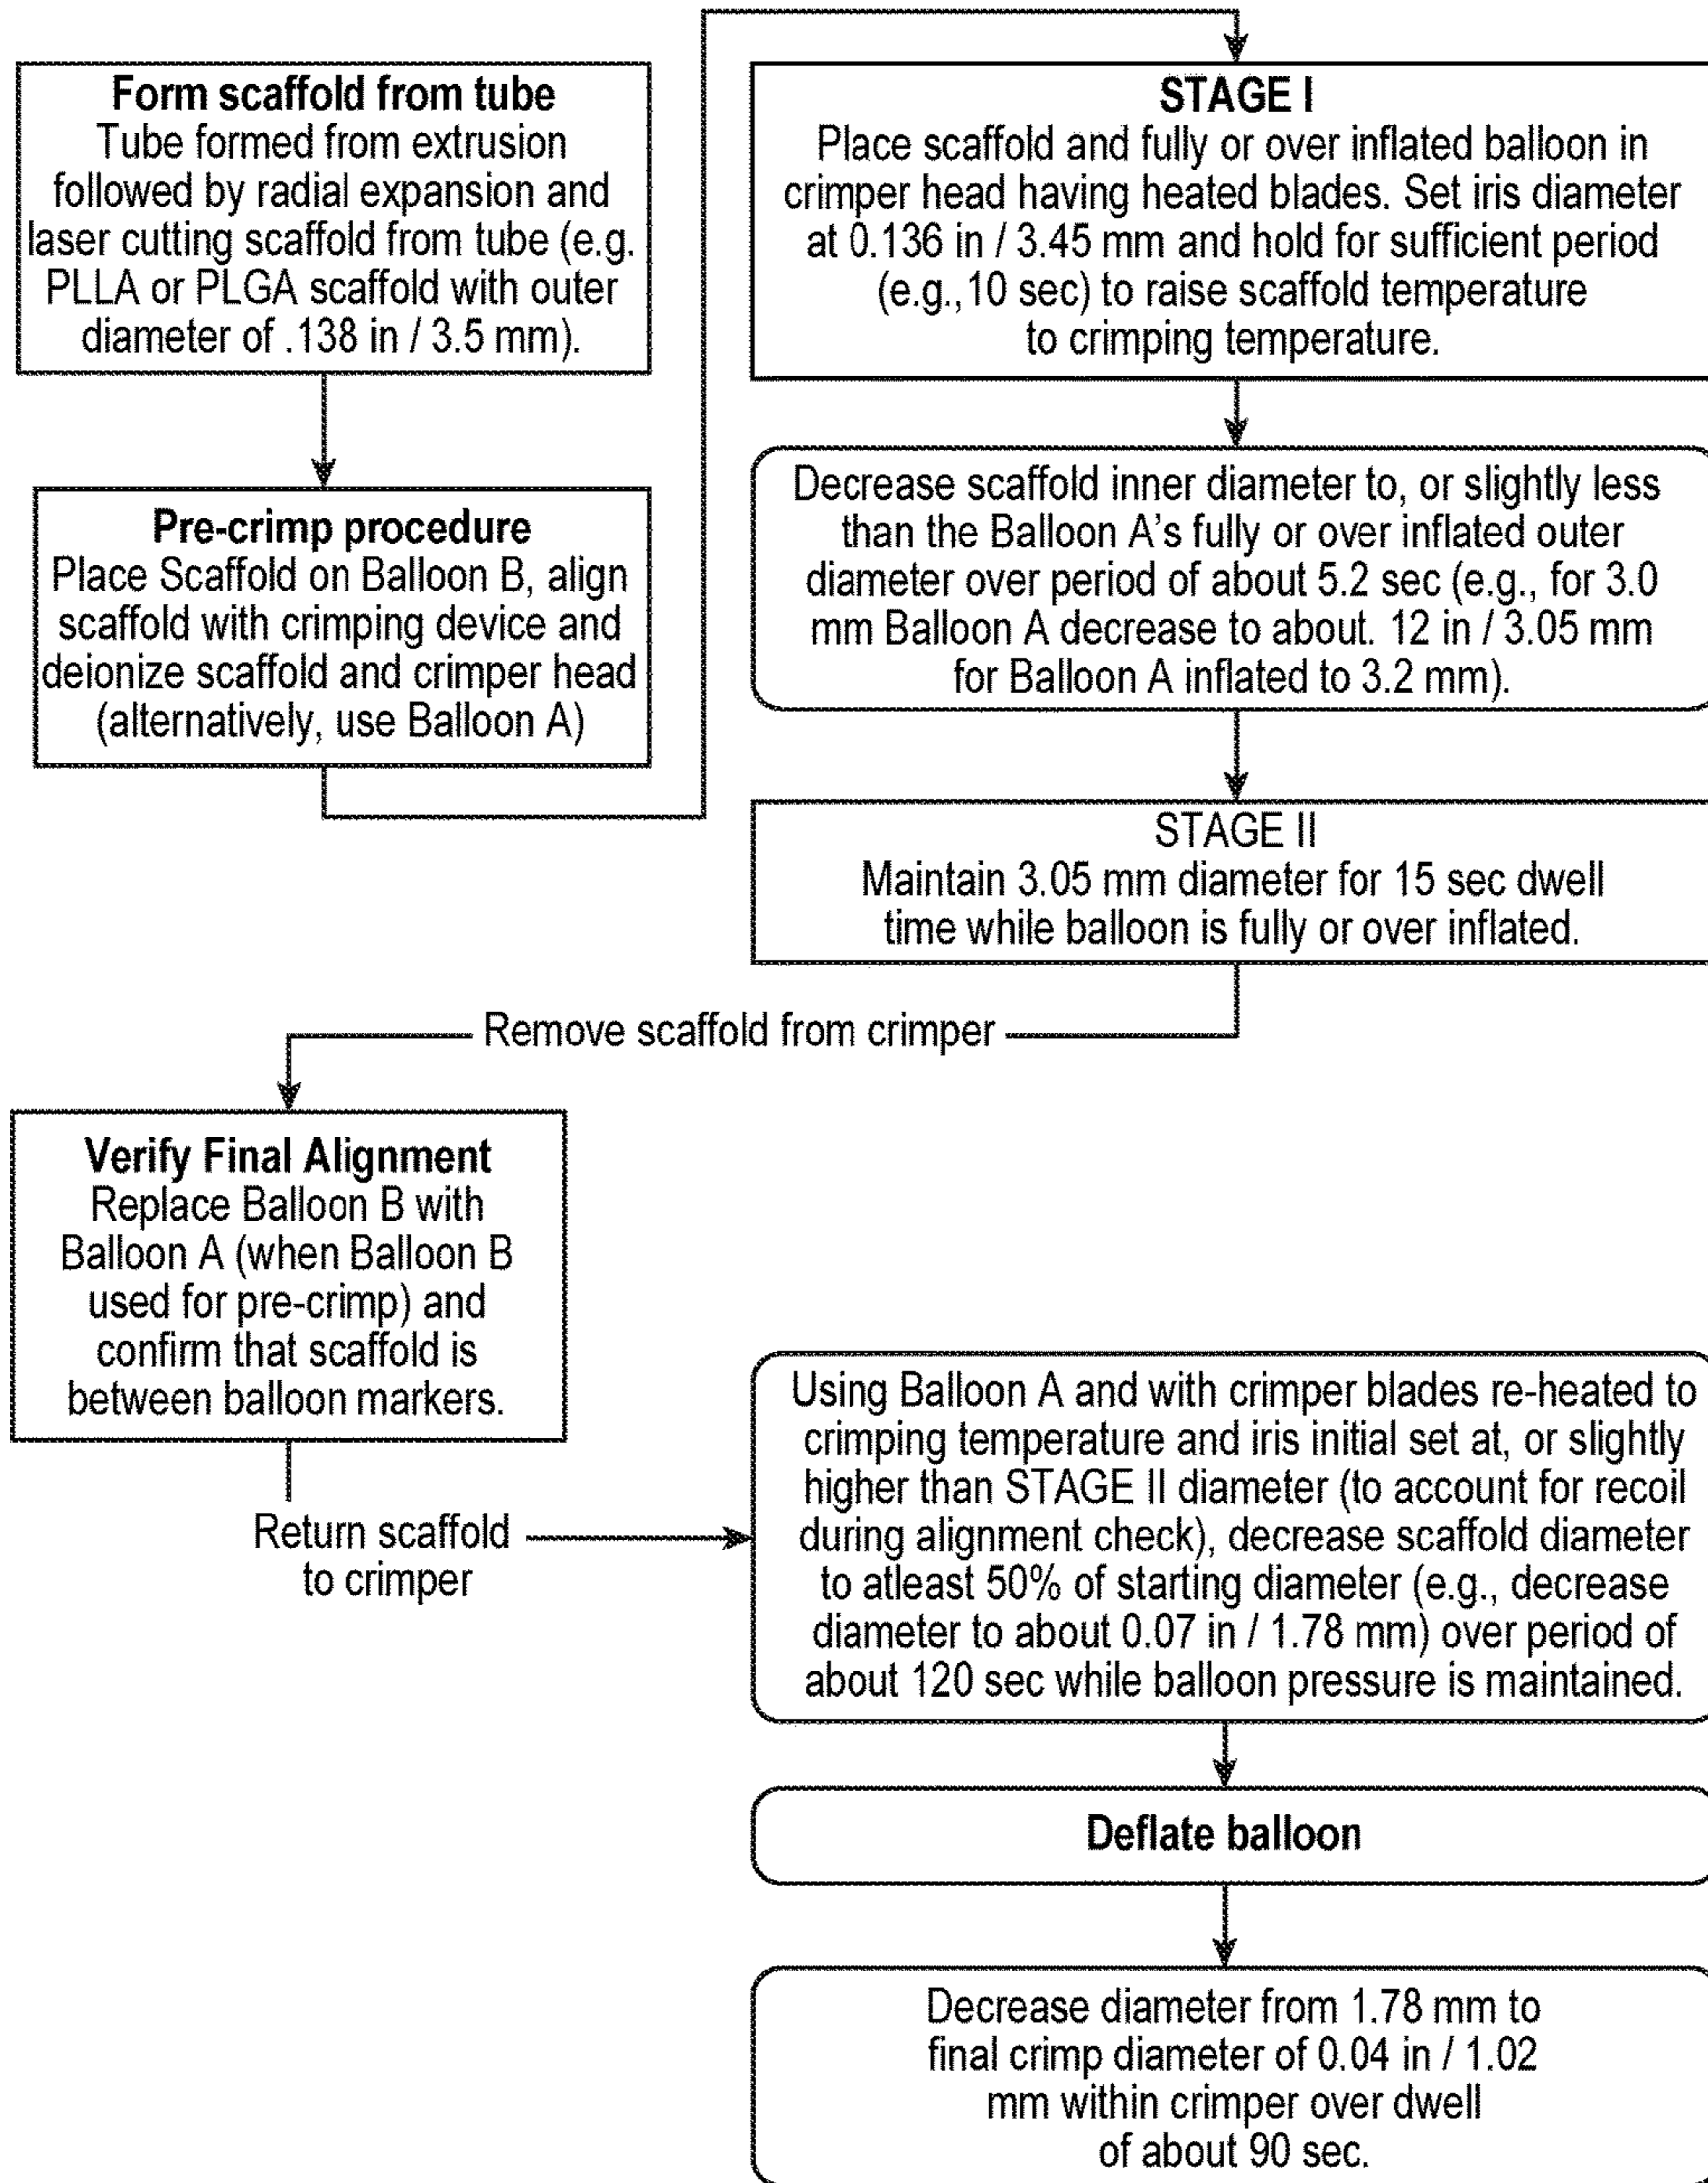 Form scaffold from tube
Tube formed from extrusion
followed by radial expansion and
laser cutting scaffold from tube (e.g.
PLLA or PLGA scaffold with outer
diameter of .138 in / 3.5 mm).
Pre-crimp procedure
Place Scaffold on Balloon B, align
scaffold with crimping device and
deionize scaffold and crimper head
(alternatively, use Balloon A)
STAGE I
Place scaffold and fully or over inflated balloon in
crimper head having heated blades. Set iris diameter
at 0.136 in / 3.45 mm and hold for sufficient period
(e.g.,10 sec) to raise scaffold temperature
to crimping temperature.
Decrease scaffold inner diameter to, or slightly less
than the Balloon A's fully or over inflated outer
diameter over period of about 5.2 sec (e.g., for 3.0
mm Balloon A decrease to about. 12 in / 3.05 mm
for Balloon A inflated to 3.2 mm).
STAGE II
Maintain 3.05 mm diameter for 15 sec dwell
time while balloon is fully or over inflated.
Remove scaffold from crimper
Verify Final Alignment
Replace Balloon B with
Balloon A (when Balloon B
used for pre-crimp) and
confirm that scaffold is
between balloon markers.
Return scaffold
to crimper
Using Balloon A and with crimper blades re-heated to
crimping temperature and iris initial set at, or slightly
higher than STAGE II diameter (to account for recoil
during alignment check), decrease scaffold diameter
to atleast 50% of starting diameter (e.g., decrease
diameter to about 0.07 in / 1.78 mm) over period of
about 120 sec while balloon pressure is maintained.
Deflate balloon
Decrease diameter from 1.78 mm to
final crimp diameter of 0.04 in / 1.02
mm within crimper over dwell
of about 90 sec.